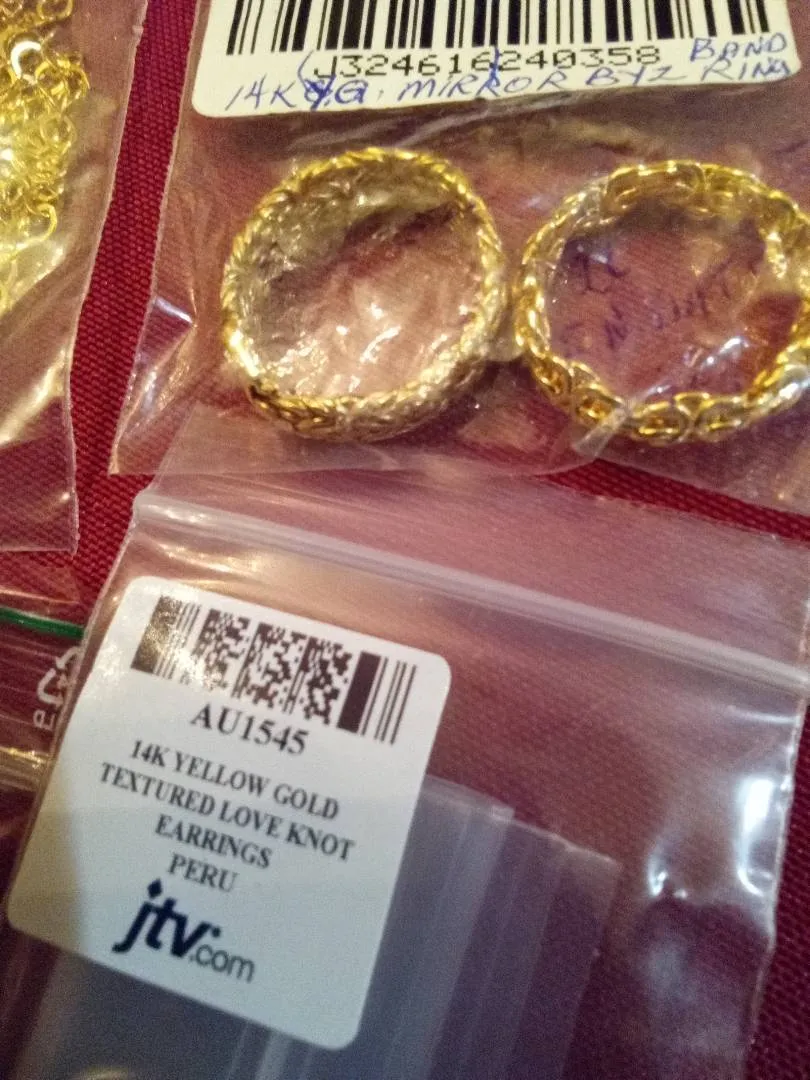 J324616240358 BAND
14K Y.G. MIRROR BYZ RING
AU1545
14K YELLOW GOLD
TEXTURED LOVE KNOT
EARRINGS
PERU
jtv.com